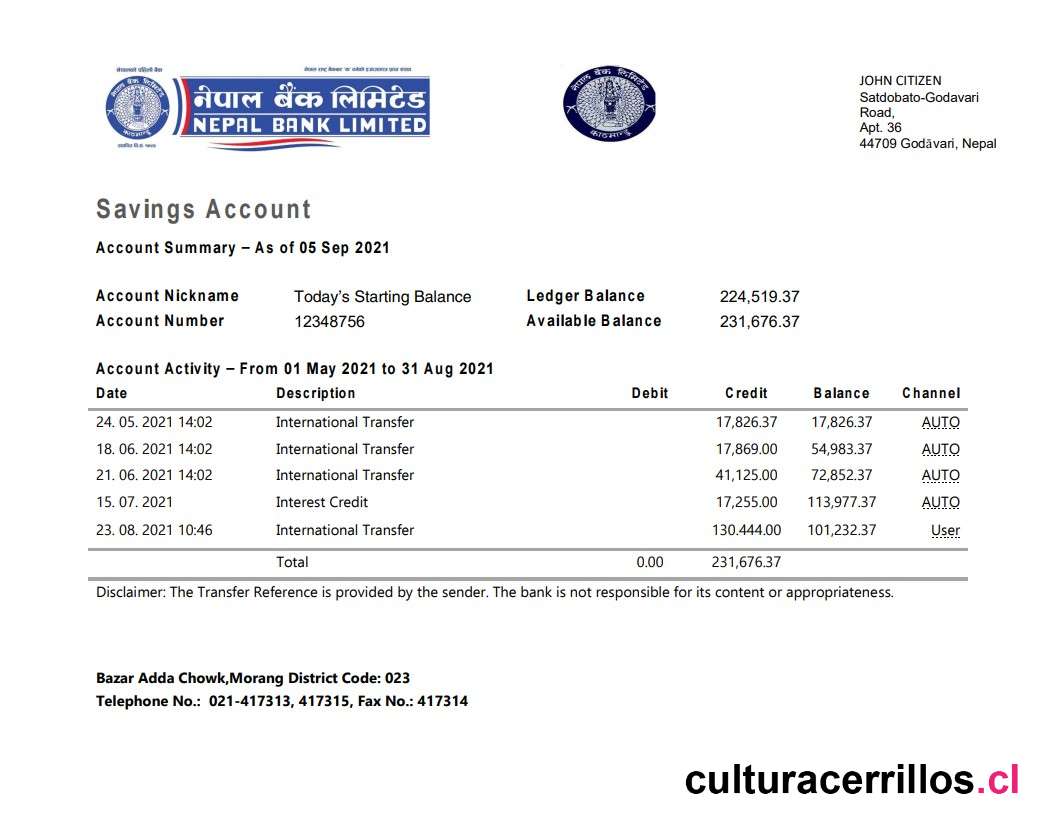 नेपालको पहिलो बैंक
नेपाल बैंक लिमिटेड
NEPAL BANK LIMITED
नेपाल बैंक लिमिटेड
काठमाण्डू
JOHN CITIZEN
Satdobato-Godavari
Road,
Apt. 36
44709 Godāvari, Nepal
Savings Account
Account Summary – As of 05 Sep 2021
Account Nickname Today’s Starting Balance Ledger Balance 224,519.37
Account Number 12348756 Available Balance 231,676.37
Account Activity – From 01 May 2021 to 31 Aug 2021
Date Description Debit Credit Balance Channel
24. 05. 2021 14:02 International Transfer 17,826.37 17,826.37 AUTO
18. 06. 2021 14:02 International Transfer 17,869.00 54,983.37 AUTO
21. 06. 2021 14:02 International Transfer 41,125.00 72,852.37 AUTO
15. 07. 2021 Interest Credit 17,255.00 113,977.37 AUTO
23. 08. 2021 10:46 International Transfer 130.444.00 101,232.37 User
Total 0.00 231,676.37
Disclaimer: The Transfer Reference is provided by the sender. The bank is not responsible for its content or appropriateness.
Bazar Adda Chowk,Morang District Code: 023
Telephone No.: 021-417313, 417315, Fax No.: 417314
culturacerrillos.cl